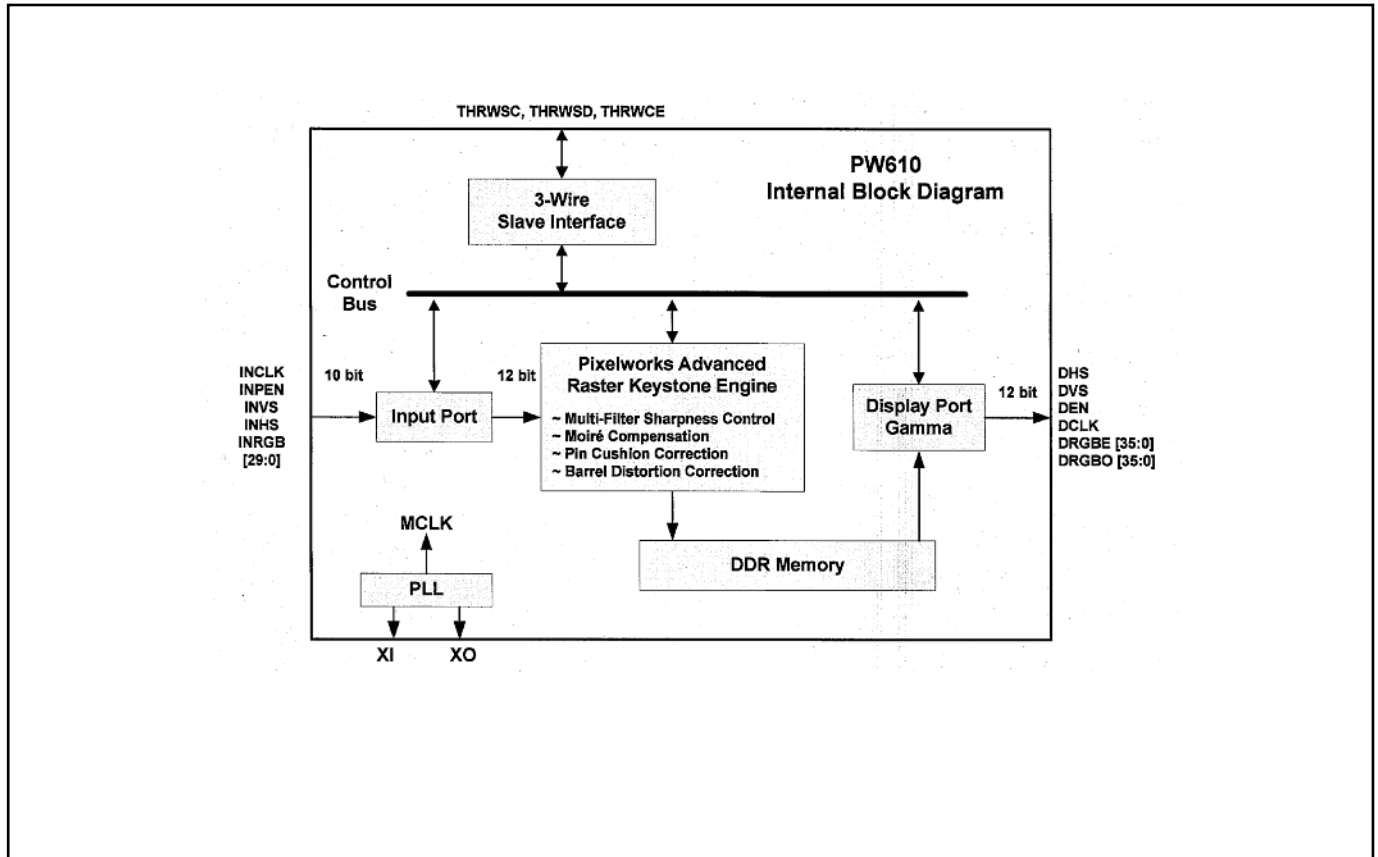 THRWSC, THRWSD, THRWCE
PW610
Internal Block Diagram
3-Wire
Slave Interface
Control
Bus
INCLK
INPEN
INVS
INHS
INRGB
[29:0]
10 bit
Input Port
12 bit
Pixelworks Advanced
Raster Keystone Engine
~ Multi-Filter Sharpness Control
~ Moiré Compensation
~ Pin Cushion Correction
~ Barrel Distortion Correction
Display Port
Gamma
12 bit
DHS
DVS
DEN
DCLK
DRGBE [35:0]
DRGBO [35:0]
MCLK
PLL
DDR Memory
XI
XO